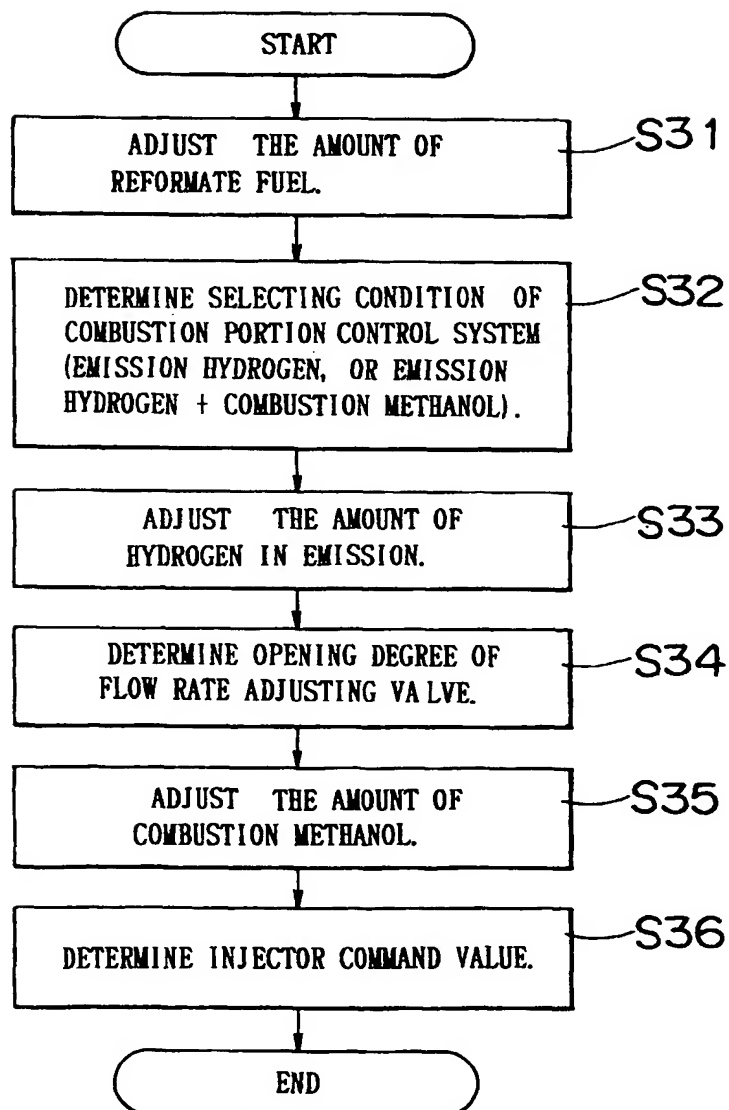 START
ADJUST THE AMOUNT OF
REFORMATE FUEL.
S31
DETERMINE SELECTING CONDITION OF
COMBUSTION PORTION CONTROL SYSTEM
(EMISSION HYDROGEN, OR EMISSION
HYDROGEN + COMBUSTION METHANOL).
S32
ADJUST THE AMOUNT OF
HYDROGEN IN EMISSION.
S33
DETERMINE OPENING DEGREE OF
FLOW RATE ADJUSTING VALVE.
S34
ADJUST THE AMOUNT OF
COMBUSTION METHANOL.
S35
DETERMINE INJECTOR COMMAND VALUE.
S36
END